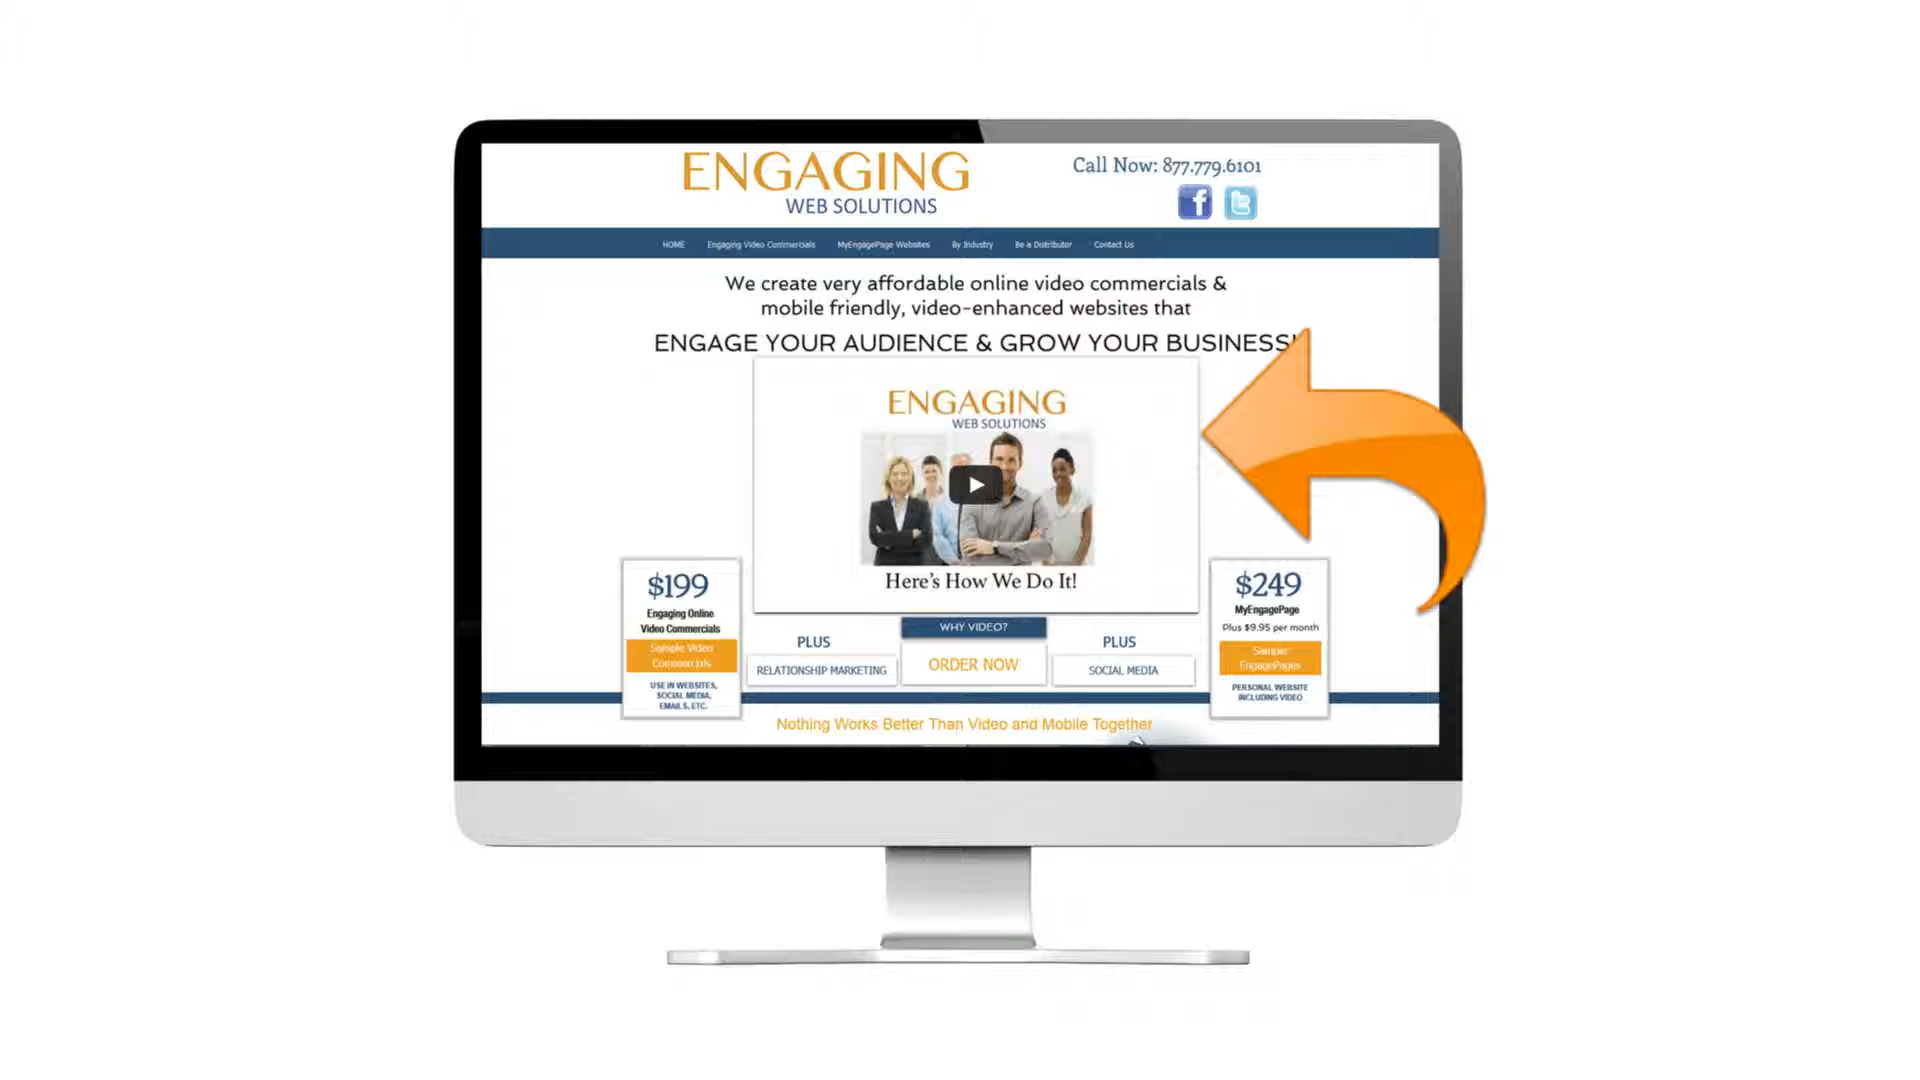 ENGAGING
WEB SOLUTIONS
Call Now: 877.779.6101
HOME Engaging Video Commercials MyEngagePage Websites By Industry Be a Distributor Contact Us
We create very affordable online video commercials &
mobile friendly, video-enhanced websites that
ENGAGE YOUR AUDIENCE & GROW YOUR BUSINESS!
ENGAGING
WEB SOLUTIONS
Here's How We Do It!
$199
Engaging Online
Video Commercials
Sample Video
Commercials
USE IN WEBSITES,
SOCIAL MEDIA,
EMAILS, ETC.
PLUS
RELATIONSHIP MARKETING
WHY VIDEO?
ORDER NOW
PLUS
SOCIAL MEDIA
$249
MyEngagePage
Plus $9.95 per month
Sample
EngagePages
PERSONAL WEBSITE
INCLUDING VIDEO
Nothing Works Better Than Video and Mobile Together